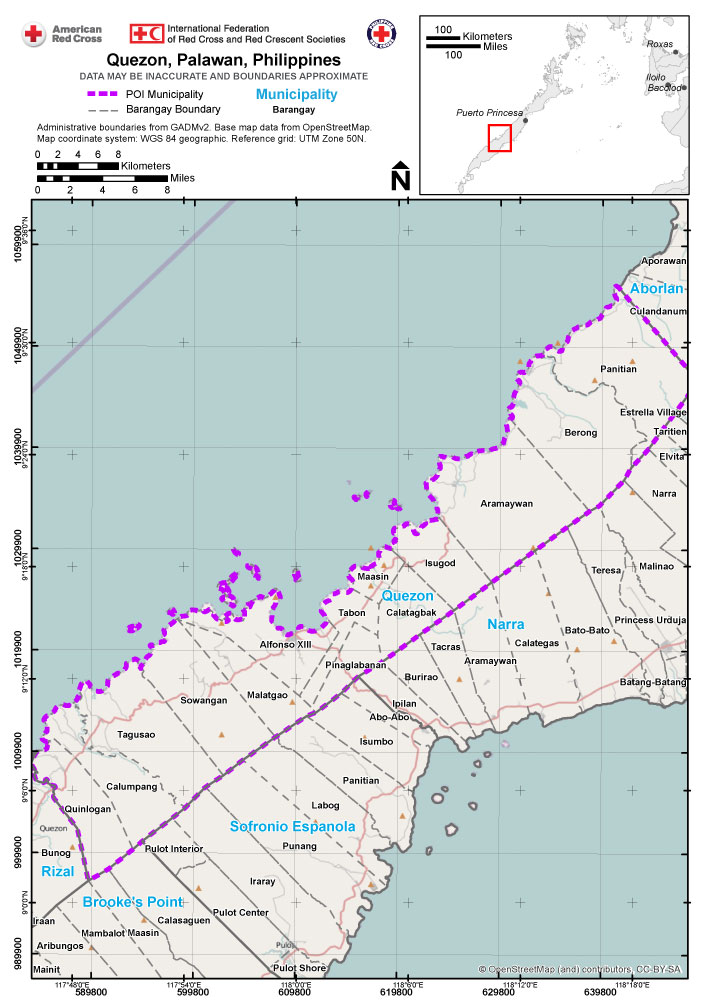 American
Red Cross
International Federation
of Red Cross and Red Crescent Societies
PHILIPPINE
RED CROSS
Quezon, Palawan, Philippines
DATA MAY BE INACCURATE AND BOUNDARIES APPROXIMATE
POI Municipality
Municipality
Barangay Boundary
Barangay
Administrative boundaries from GADMv2. Base map data from OpenStreetMap.
Map coordinate system: WGS 84 geographic. Reference grid: UTM Zone 50N.
0 2 4 6 8
Kilometers
Miles
0 2 4 6 8
N
100
Kilometers
Miles
100
Roxas
Iloilo
Bacolod
Puerto Princesa
Aporawan
Aborlan
Culandanum
Panitian
Estrella Village
Taritien
Berong
Elvita
Narra
Aramaywan
Isugod
Teresa
Malinao
Maasin
Quezon
Tabon
Calatagbak
Narra
Princess Urduja
Bato-Bato
Alfonso XIII
Tacras
Calategas
Aramaywan
Pinaglabanan
Burirao
Batang-Batang
Malatgao
Sowangan
Ipilan
Abo-Abo
Tagusao
Isumbo
Panitian
Calumpang
Labog
Quinlogan
Sofronio Espanola
Quezon
Punang
Pulot Interior
Bunog
Rizal
Iraray
Brooke's Point
Pulot Center
Calasaguen
Iraan
Mambalot Maasin
Aribungos
Pulot
Mainit
Pulot Shore
© OpenStreetMap (and) contributors, CC-BY-SA
1059900
9°36'0"N
1049900
9°30'0"N
1039900
9°24'0"N
1029900
9°18'0"N
1019900
9°12'0"N
1009900
9°6'0"N
999900
9°0'0"N
989900
117°48'0"E
117°54'0"E
118°0'0"E
118°6'0"E
118°12'0"E
118°18'0"E
589800
599800
609800
619800
629800
639800